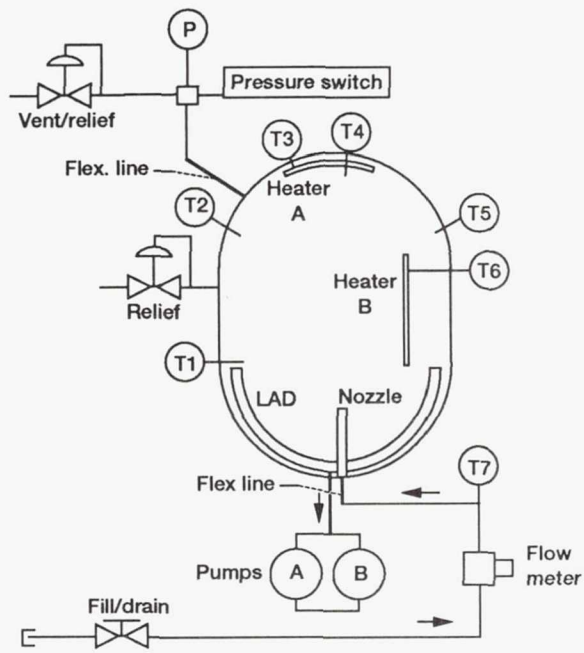 P
Pressure switch
Vent/relief
T3
T4
Flex. line
Heater
A
T2
T5
T6
Heater
B
Relief
T1
LAD
Nozzle
T7
Flex line
Pumps
A
B
Flow
meter
Fill/drain